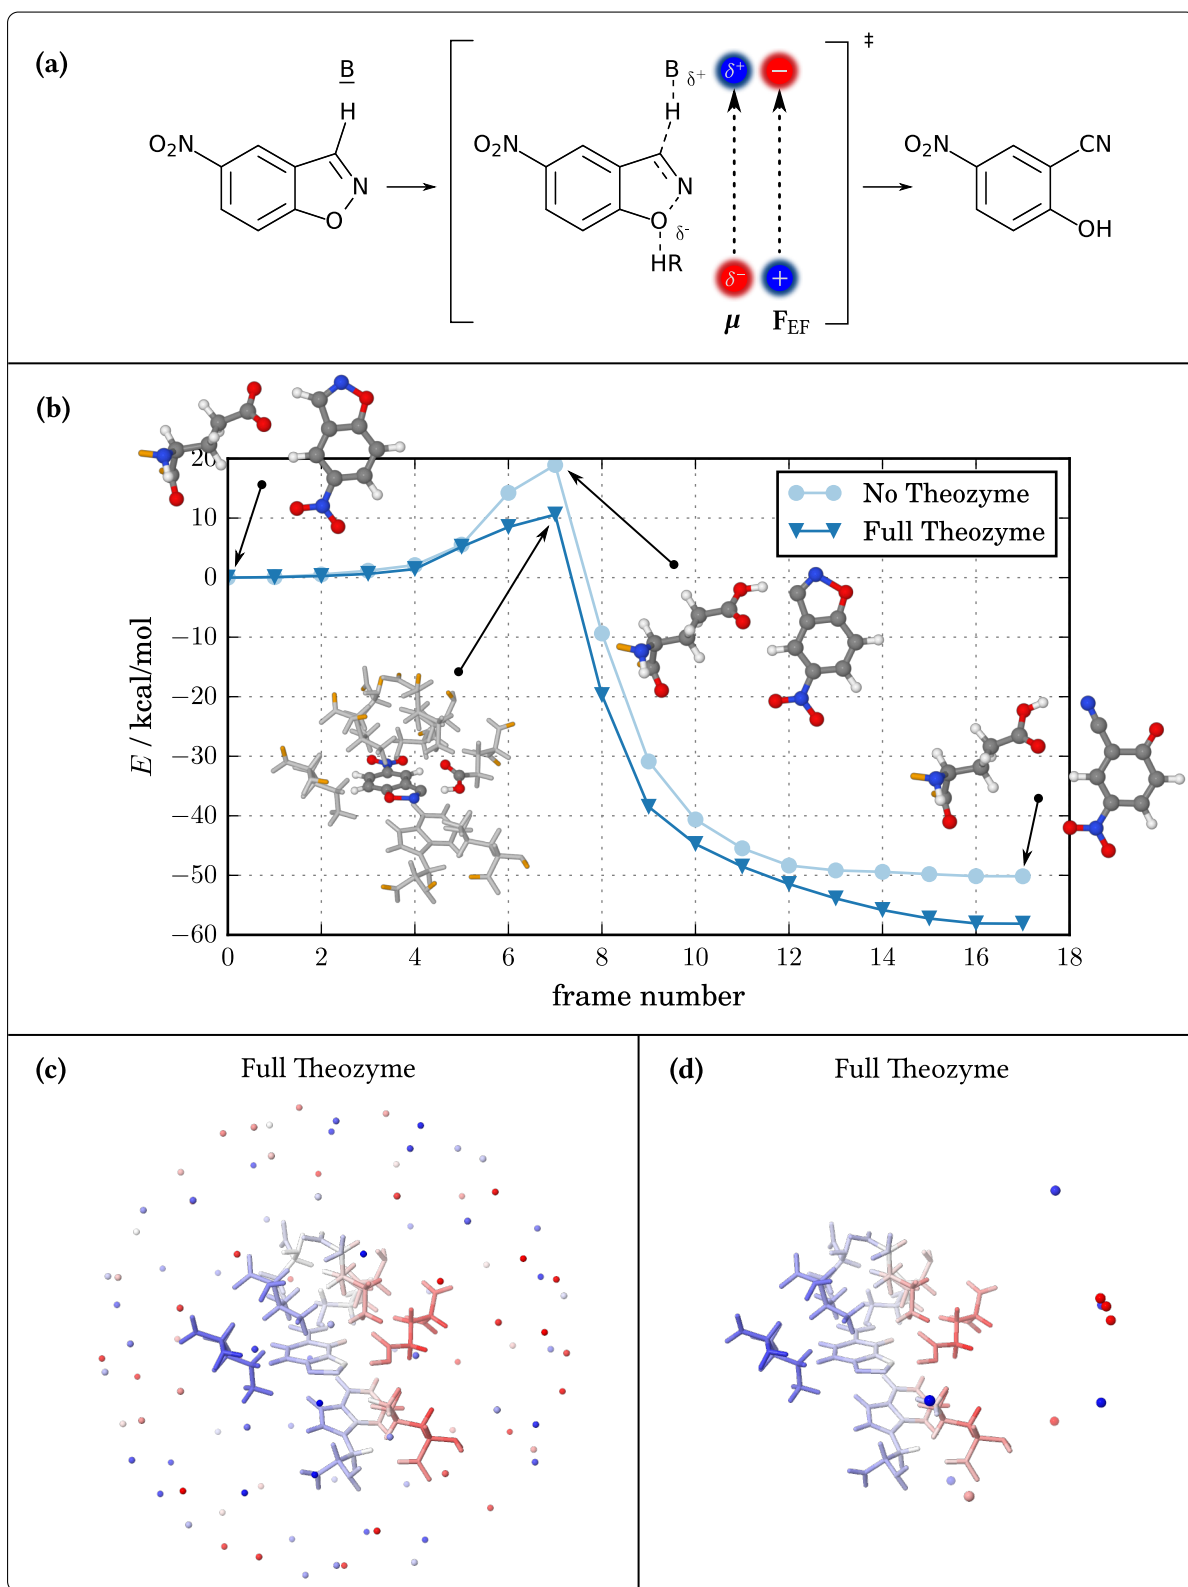 (a)
B
H
O₂N
N
O
B
δ⁺
H
O₂N
N
O
δ⁻
HR
δ⁺
−
δ⁻
+
μ
F_EF
‡
O₂N
CN
OH
(b)
No Theozyme
Full Theozyme
20
10
0
−10
−20
−30
−40
−50
−60
E / kcal/mol
0 2 4 6 8 10 12 14 16 18
frame number
(c)
Full Theozyme
(d)
Full Theozyme